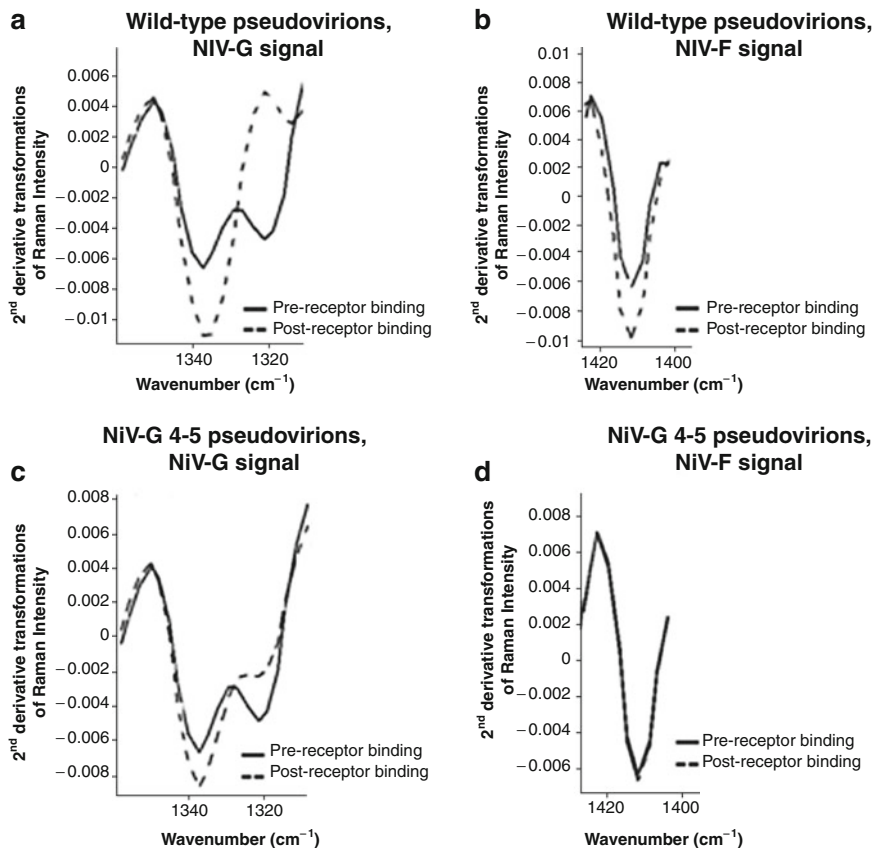 a
Wild-type pseudovirions,
NIV-G signal
2nd derivative transformations
of Raman Intensity
0.006
0.004
0.002
0
−0.002
−0.004
−0.006
−0.008
−0.01
Pre-receptor binding
Post-receptor binding
1340
1320
Wavenumber (cm−1)
b
Wild-type pseudovirions,
NIV-F signal
2nd derivative transformations
of Raman Intensity
0.01
0.008
0.006
0.004
0.002
0
−0.002
−0.004
−0.006
−0.008
−0.01
Pre-receptor binding
Post-receptor binding
1420
1400
Wavenumber (cm−1)
c
NiV-G 4-5 pseudovirions,
NiV-G signal
2nd derivative transformations
of Raman Intensity
0.008
0.006
0.004
0.002
0
−0.002
−0.004
−0.006
−0.008
Pre-receptor binding
Post-receptor binding
1340
1320
Wavenumber (cm−1)
d
NiV-G 4-5 pseudovirions,
NiV-F signal
2nd derivative transformations
of Raman Intensity
0.008
0.006
0.004
0.002
0
−0.002
−0.004
−0.006
Pre-receptor binding
Post-receptor binding
1420
1400
Wavenumber (cm−1)